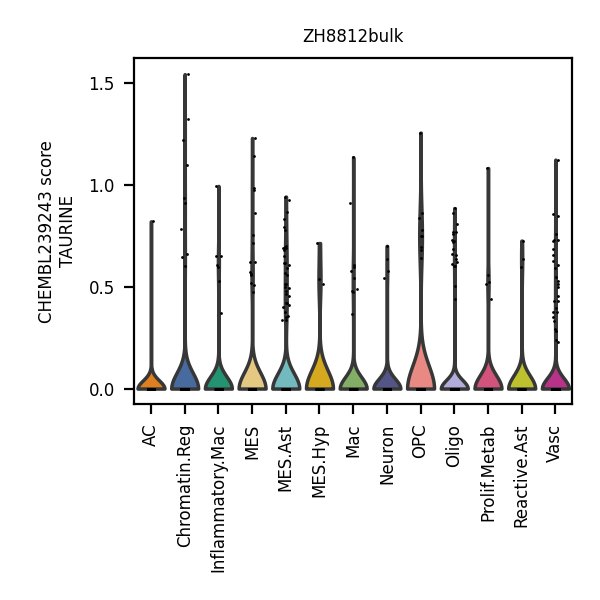 ZH8812bulk
CHEMBL239243 score
TAURINE
1.5
1.0
0.5
0.0
AC
Chromatin.Reg
Inflammatory.Mac
MES
MES.Ast
MES.Hyp
Mac
Neuron
OPC
Oligo
Prolif.Metab
Reactive.Ast
Vasc